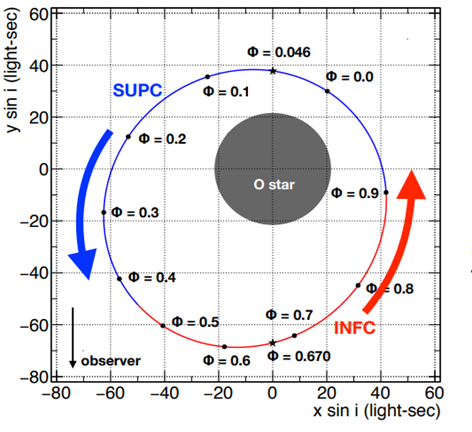 y sin i (light-sec)
60
40
20
0
−20
−40
−60
−80
Φ = 0.046
Φ = 0.0
Φ = 0.1
SUPC
Φ = 0.2
O star
Φ = 0.9
Φ = 0.3
Φ = 0.4
Φ = 0.8
Φ = 0.7
INFC
Φ = 0.5
observer
Φ = 0.6
Φ = 0.670
−80 −60 −40 −20 0 20 40 60
x sin i (light-sec)